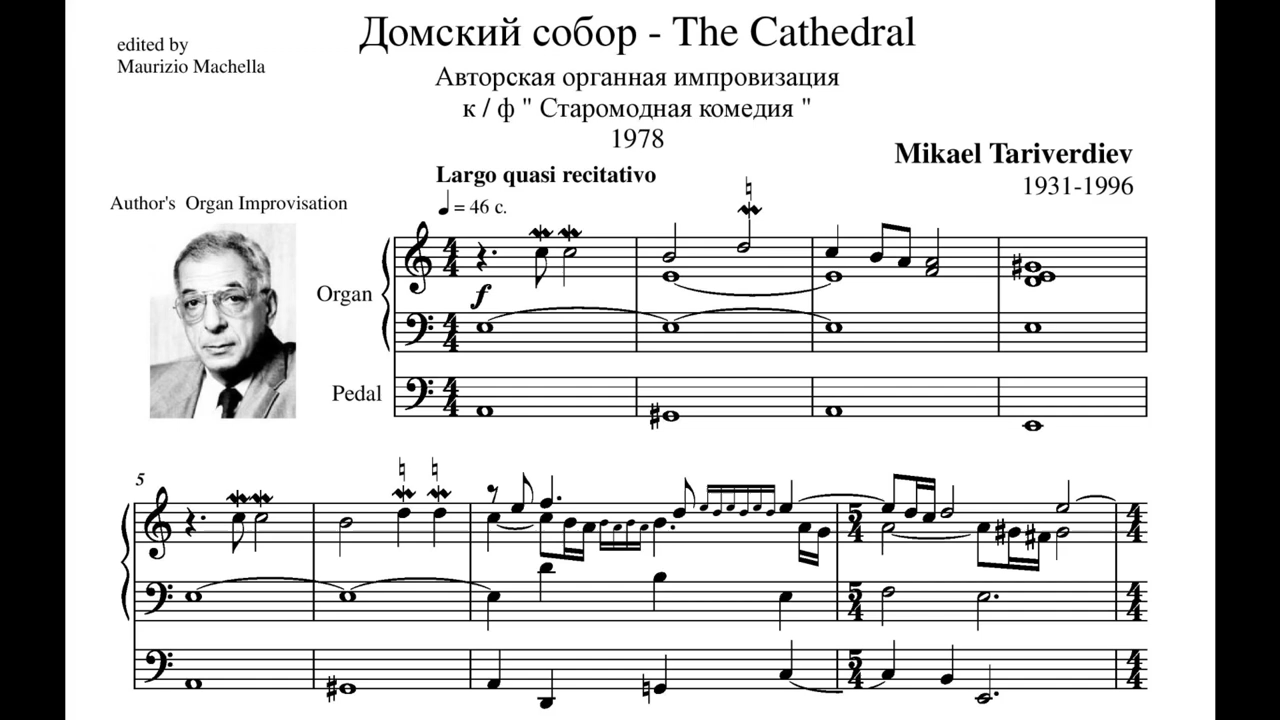 Домский собор - The Cathedral
edited by
Maurizio Machella
Авторская органная импровизация
к / ф " Старомодная комедия "
1978
Mikael Tariverdiev
1931-1996
Largo quasi recitativo
= 46 c.
Author's Organ Improvisation
Organ
f
Pedal
5